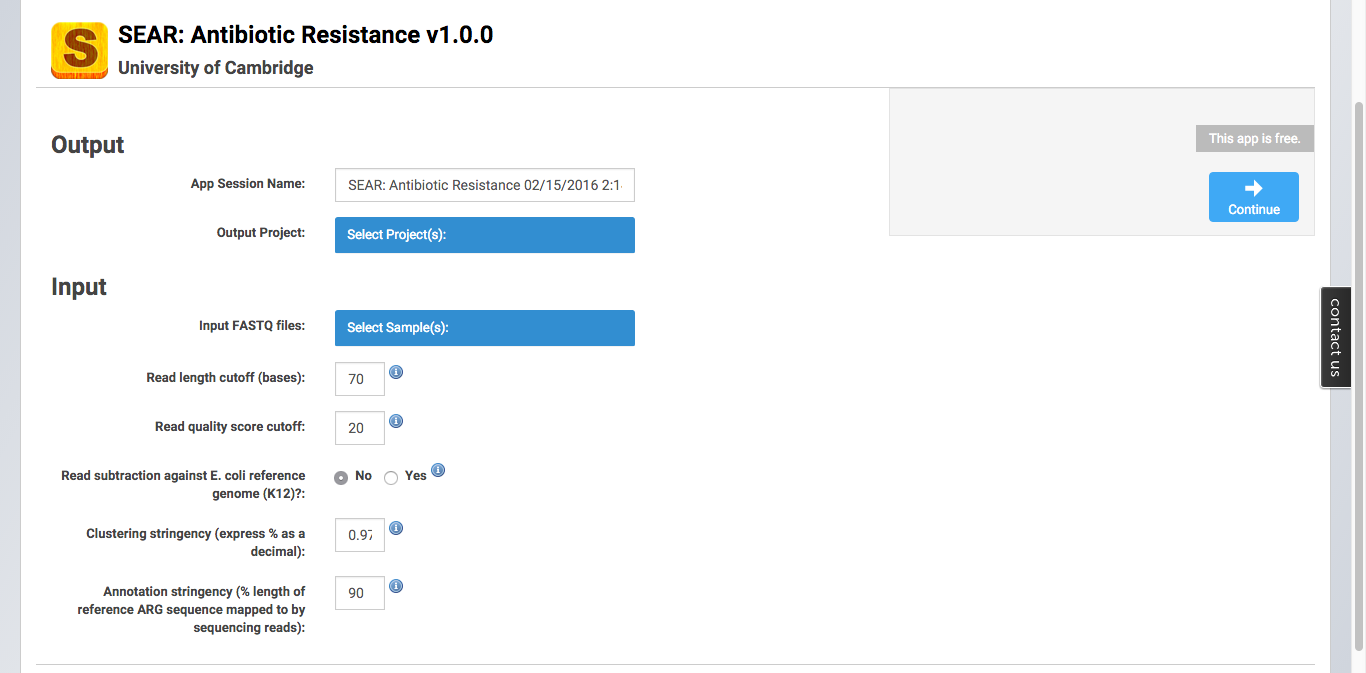 S
SEAR: Antibiotic Resistance v1.0.0
University of Cambridge
This app is free.
Continue
Output
App Session Name:
SEAR: Antibiotic Resistance 02/15/2016 2:1
Output Project:
Select Project(s):
Input
Input FASTQ files:
Select Sample(s):
Read length cutoff (bases):
70
Read quality score cutoff:
20
Read subtraction against E. coli reference
genome (K12)?:
No
Yes
Clustering stringency (express % as a
decimal):
0.97
Annotation stringency (% length of
reference ARG sequence mapped to by
sequencing reads):
90
contact us